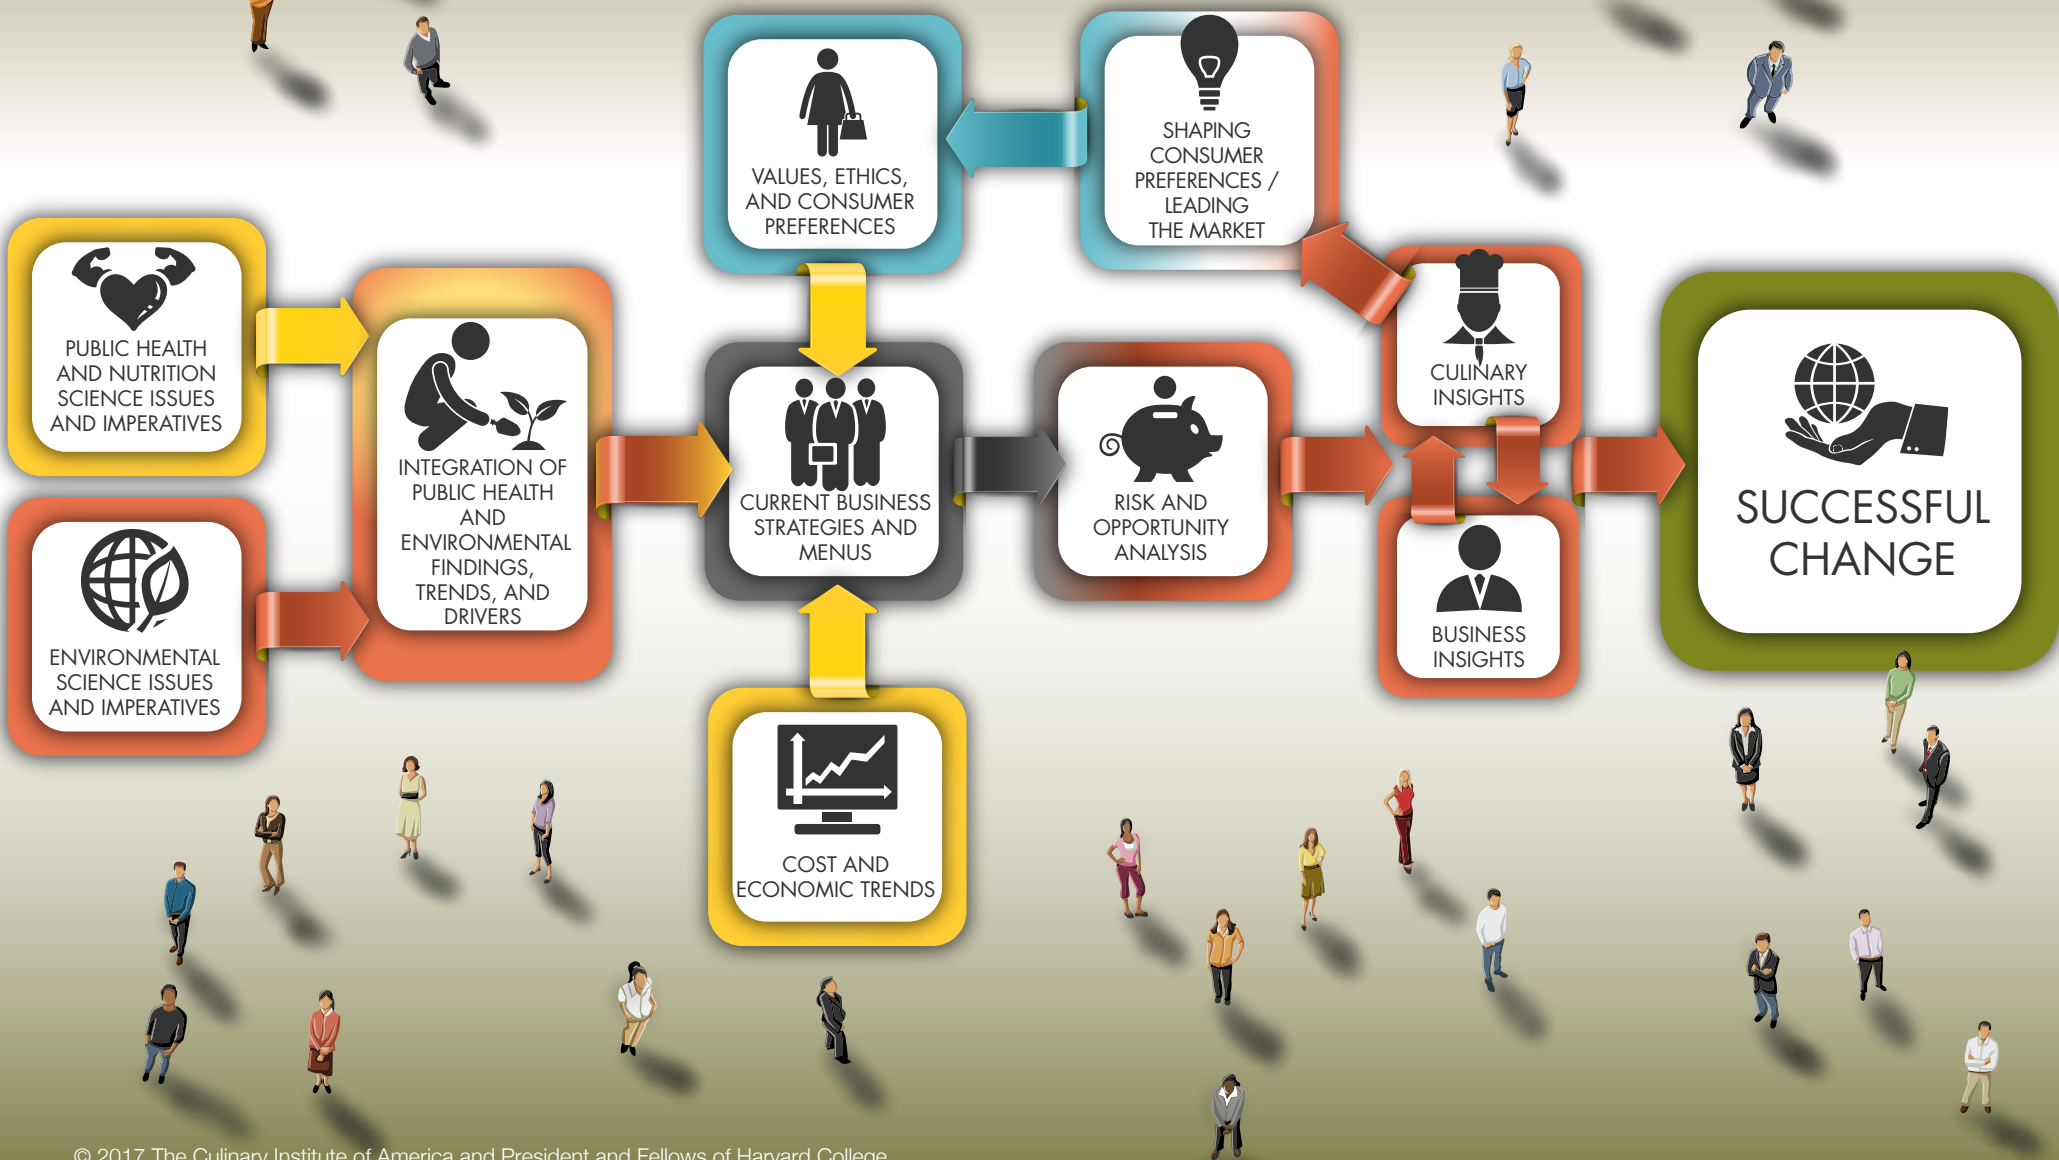 PUBLIC HEALTH
AND NUTRITION
SCIENCE ISSUES
AND IMPERATIVES
ENVIRONMENTAL
SCIENCE ISSUES
AND IMPERATIVES
INTEGRATION OF
PUBLIC HEALTH
AND
ENVIRONMENTAL
FINDINGS,
TRENDS, AND
DRIVERS
VALUES, ETHICS,
AND CONSUMER
PREFERENCES
CURRENT BUSINESS
STRATEGIES AND
MENUS
COST AND
ECONOMIC TRENDS
SHAPING
CONSUMER
PREFERENCES /
LEADING
THE MARKET
RISK AND
OPPORTUNITY
ANALYSIS
CULINARY
INSIGHTS
BUSINESS
INSIGHTS
SUCCESSFUL
CHANGE
© 2017 The Culinary Institute of America and President and Fellows of Harvard College